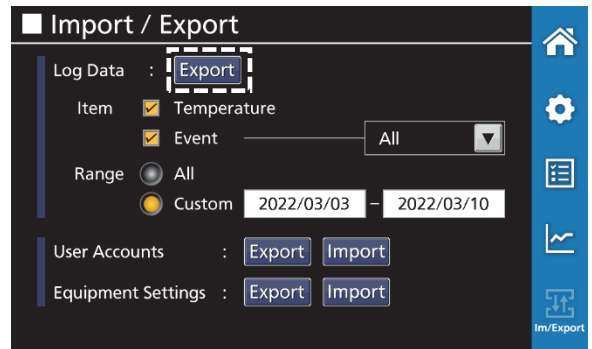 Import / Export
Log Data : Export
Item Temperature
Event All
Range All
Custom 2022/03/03 – 2022/03/10
User Accounts : Export Import
Equipment Settings : Export Import
Im/Export